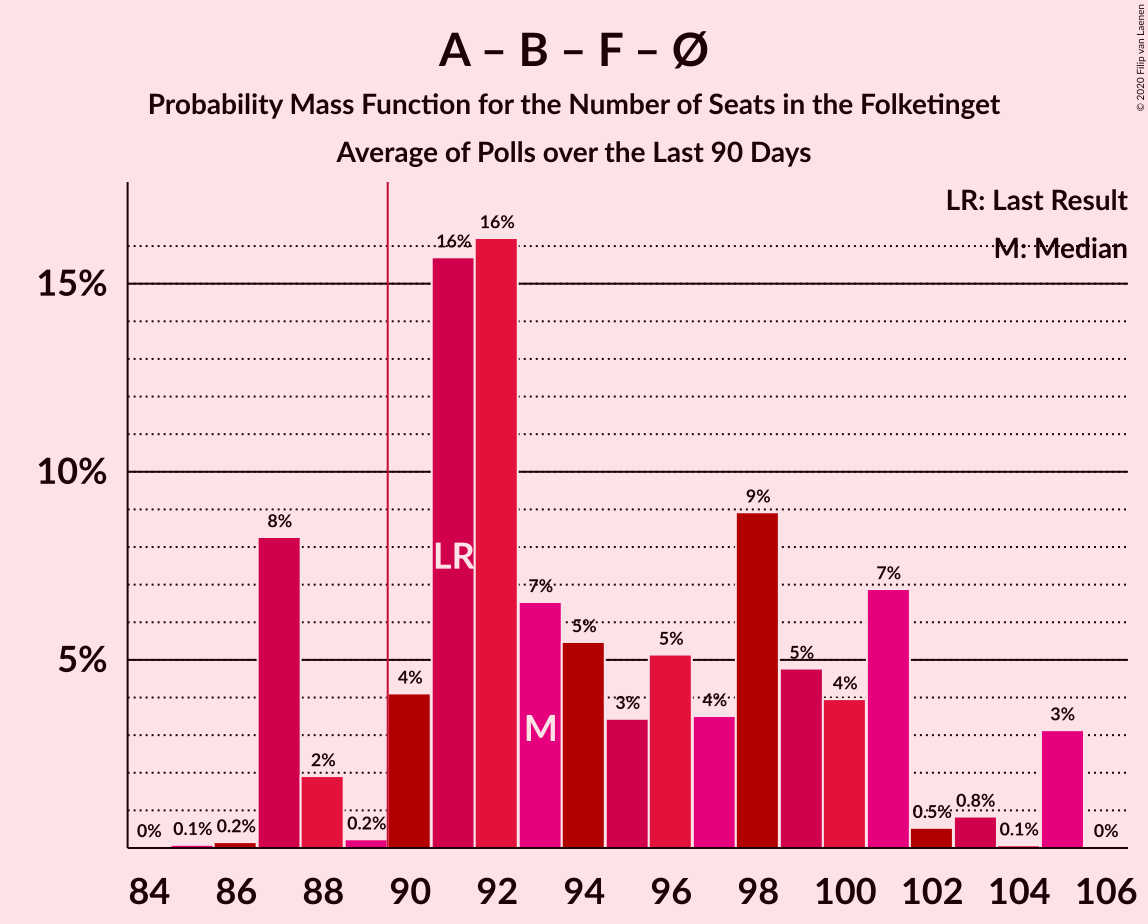 A – B – F – Ø
Probability Mass Function for the Number of Seats in the Folketinget
Average of Polls over the Last 90 Days
© 2020 Filip van Laenen
LR: Last Result
M: Median
15%
10%
5%
0%
0.1%
0.2%
8%
2%
0.2%
4%
16%
16%
7%
5%
3%
5%
4%
9%
5%
4%
7%
0.5%
0.8%
0.1%
3%
0%
LR
M
84 86 88 90 92 94 96 98 100 102 104 106